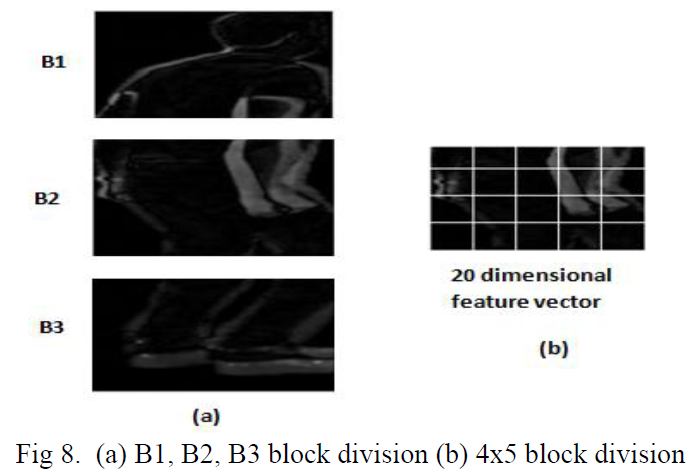 B1
B2
B3
(a)
20 dimensional
feature vector
(b)
Fig 8. (a) B1, B2, B3 block division (b) 4x5 block division